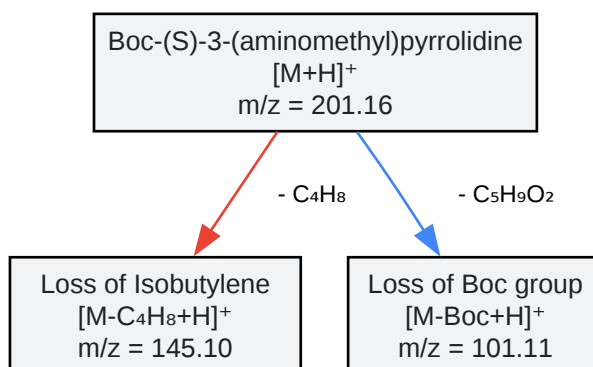 Boc-(S)-3-(aminomethyl)pyrrolidine
[M+H]⁺
m/z = 201.16
- C₄H₈
- C₅H₉O₂
Loss of Isobutylene
[M-C₄H₈+H]⁺
m/z = 145.10
Loss of Boc group
[M-Boc+H]⁺
m/z = 101.11